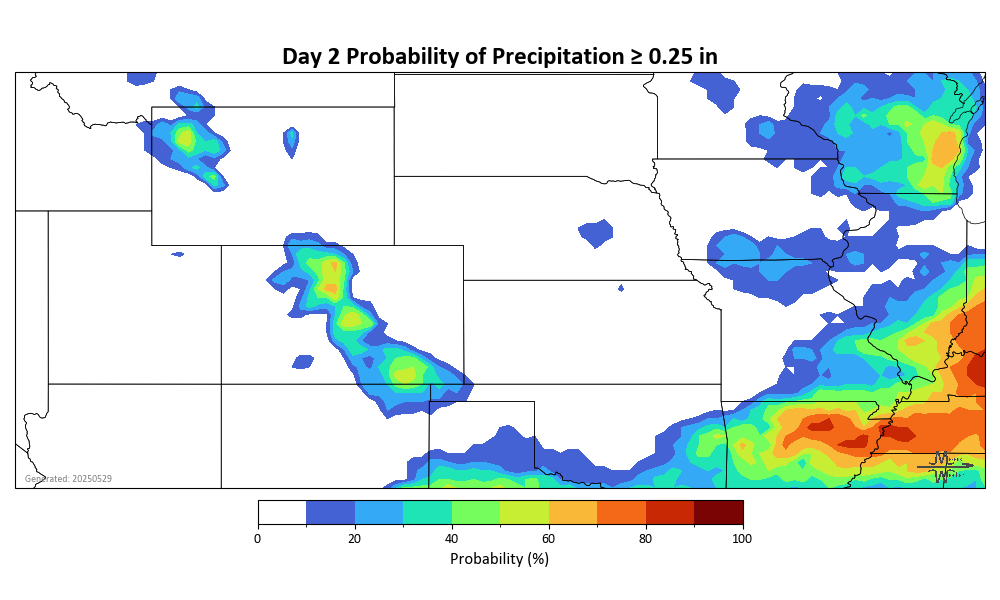 Day 2 Probability of Precipitation ≥ 0.25 in
Generated: 20250529
0 20 40 60 80 100
Probability (%)